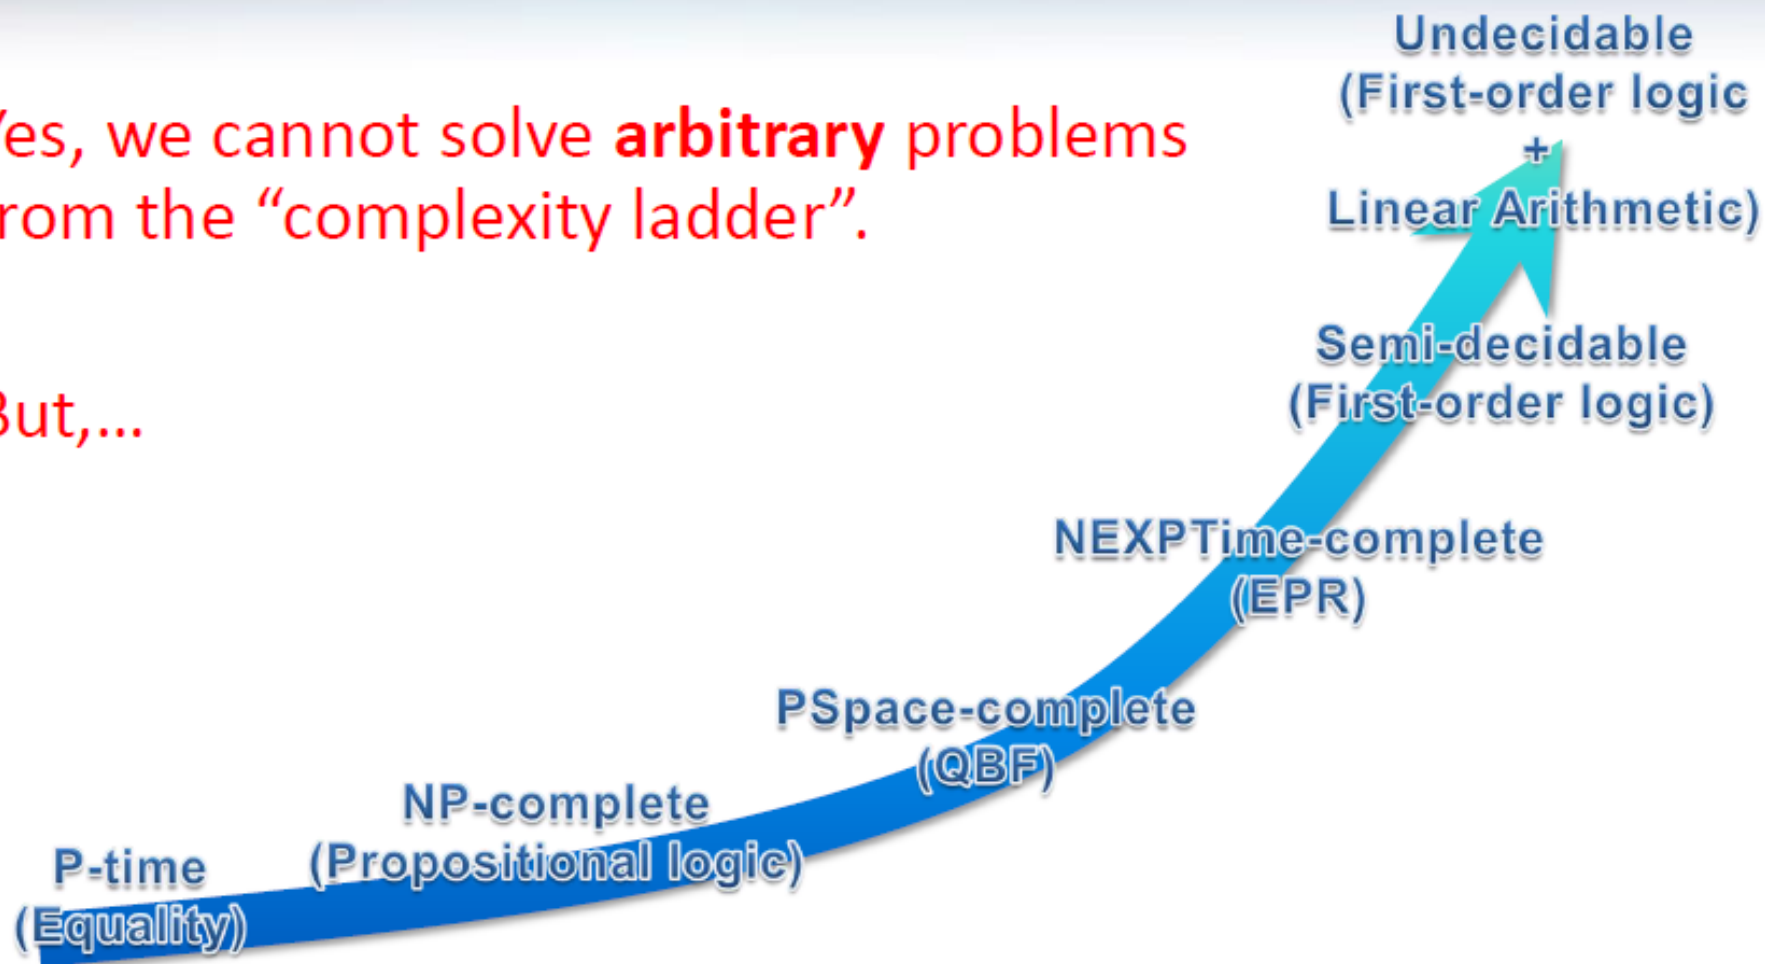 Undecidable
(First-order logic
+
Linear Arithmetic)
Yes, we cannot solve arbitrary problems
from the “complexity ladder”.
But,...
Semi-decidable
(First-order logic)
NEXPTime-complete
(EPR)
PSpace-complete
(QBF)
NP-complete
(Propositional logic)
P-time
(Equality)